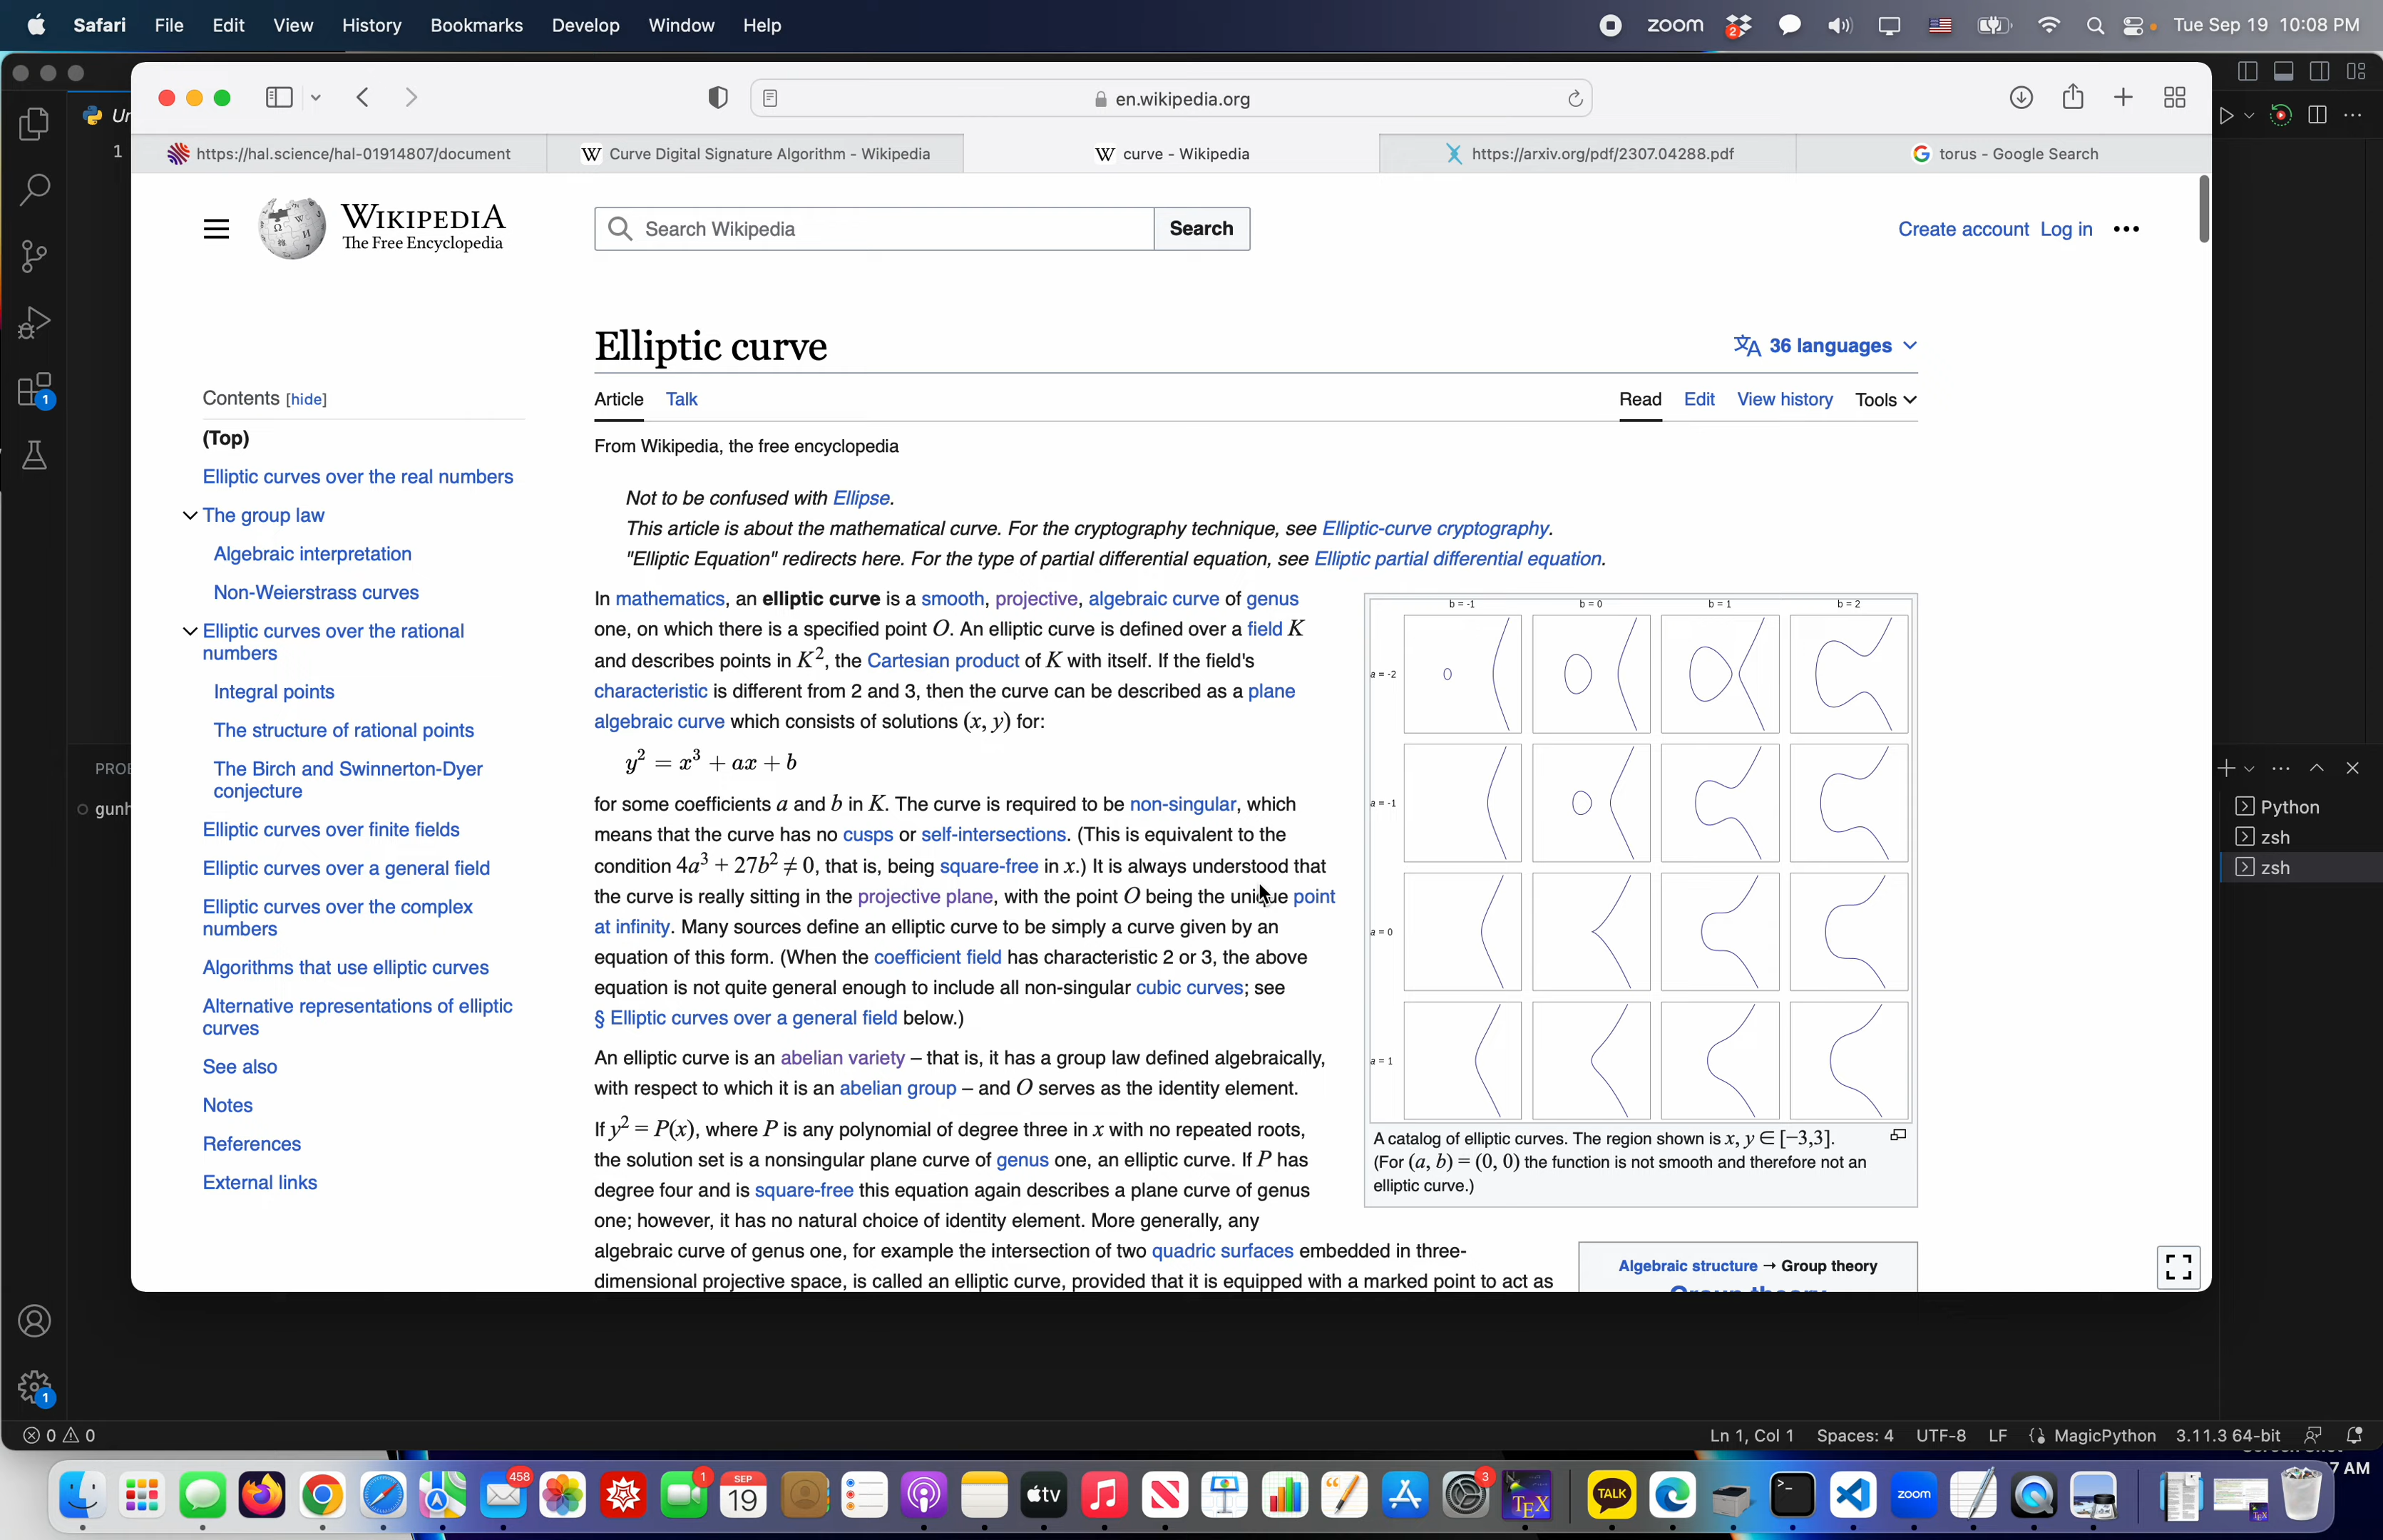 Safari File Edit View History Bookmarks Develop Window Help
zoom 2 Tue Sep 19 10:08 PM
en.wikipedia.org
https://hal.science/hal-01914807/document
Curve Digital Signature Algorithm - Wikipedia
curve - Wikipedia
https://arxiv.org/pdf/2307.04288.pdf
torus - Google Search
1
1
WIKIPEDIA
The Free Encyclopedia
Search Wikipedia Search
Create account Log in
Elliptic curve
36 languages
Article Talk
Read Edit View history Tools
From Wikipedia, the free encyclopedia
Contents [hide]
(Top)
Elliptic curves over the real numbers
The group law
Algebraic interpretation
Non-Weierstrass curves
Elliptic curves over the rational
numbers
Integral points
The structure of rational points
The Birch and Swinnerton-Dyer
conjecture
Elliptic curves over finite fields
Elliptic curves over a general field
Elliptic curves over the complex
numbers
Algorithms that use elliptic curves
Alternative representations of elliptic
curves
See also
Notes
References
External links
Not to be confused with Ellipse.
This article is about the mathematical curve. For the cryptography technique, see Elliptic-curve cryptography.
"Elliptic Equation" redirects here. For the type of partial differential equation, see Elliptic partial differential equation.
In mathematics, an elliptic curve is a smooth, projective, algebraic curve of genus
one, on which there is a specified point O. An elliptic curve is defined over a field K
and describes points in K², the Cartesian product of K with itself. If the field's
characteristic is different from 2 and 3, then the curve can be described as a plane
algebraic curve which consists of solutions (x, y) for:
y² = x³ + ax + b
for some coefficients a and b in K. The curve is required to be non-singular, which
means that the curve has no cusps or self-intersections. (This is equivalent to the
condition 4a³ + 27b² ≠ 0, that is, being square-free in x.) It is always understood that
the curve is really sitting in the projective plane, with the point O being the unique point
at infinity. Many sources define an elliptic curve to be simply a curve given by an
equation of this form. (When the coefficient field has characteristic 2 or 3, the above
equation is not quite general enough to include all non-singular cubic curves; see
§ Elliptic curves over a general field below.)
An elliptic curve is an abelian variety – that is, it has a group law defined algebraically,
with respect to which it is an abelian group – and O serves as the identity element.
If y² = P(x), where P is any polynomial of degree three in x with no repeated roots,
the solution set is a nonsingular plane curve of genus one, an elliptic curve. If P has
degree four and is square-free this equation again describes a plane curve of genus
one; however, it has no natural choice of identity element. More generally, any
algebraic curve of genus one, for example the intersection of two quadric surfaces embedded in three-
dimensional projective space, is called an elliptic curve, provided that it is equipped with a marked point to act as
b = -1 b = 0 b = 1 b = 2
a = -2
a = -1
a = 0
a = 1
A catalog of elliptic curves. The region shown is x, y ∈ [−3,3].
(For (a, b) = (0, 0) the function is not smooth and therefore not an
elliptic curve.)
Algebraic structure → Group theory
Group theory
Python
zsh
zsh
1
0 0
Ln 1, Col 1 Spaces: 4 UTF-8 LF MagicPython 3.11.3 64-bit
7 AM
458 1 SEP 19 tv 3 TEX TALK zoom